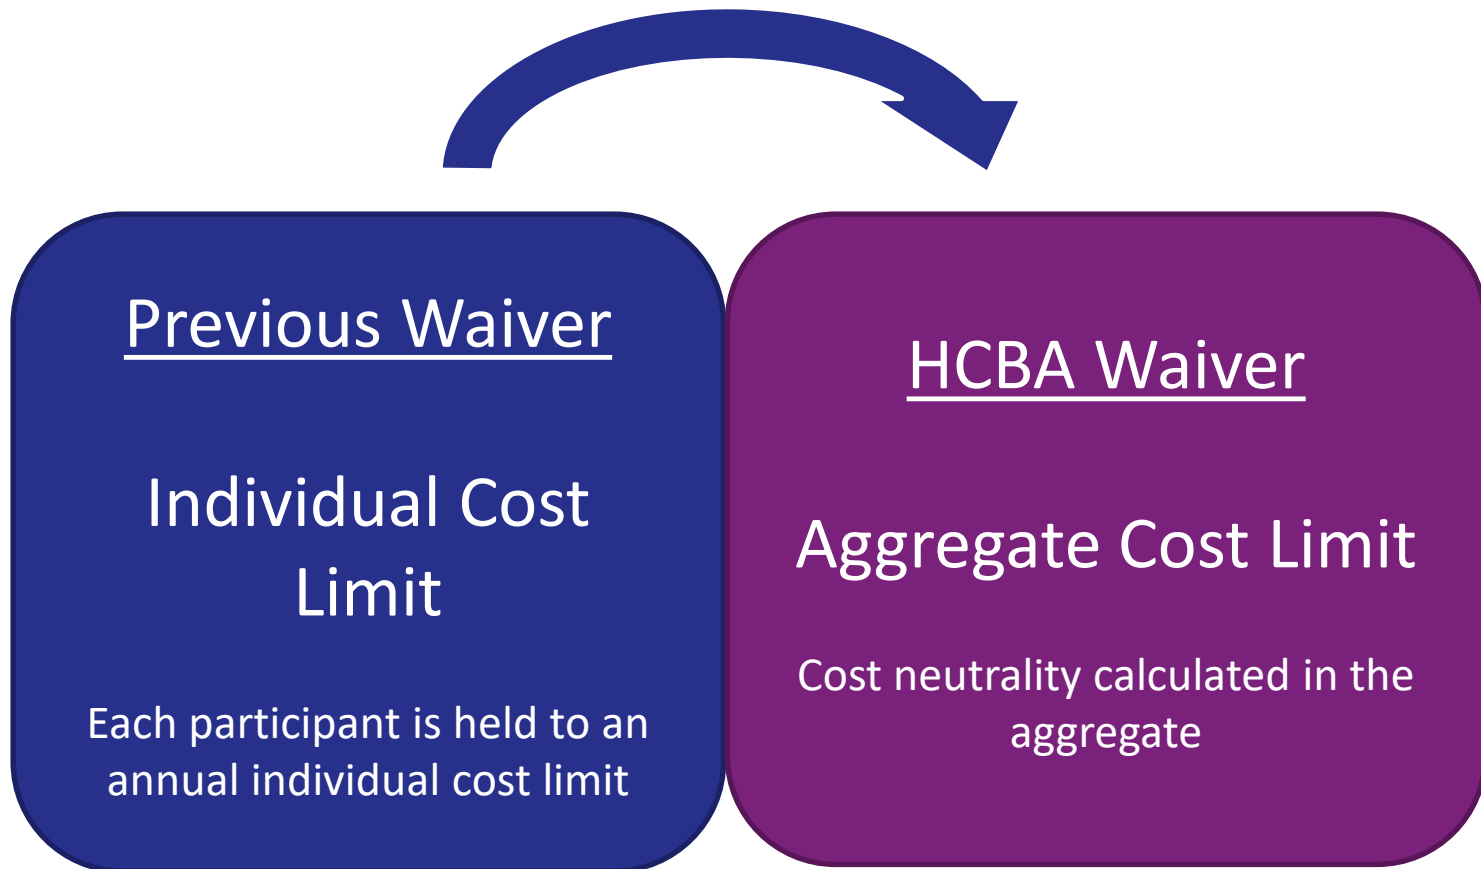 Previous Waiver
Individual Cost
Limit
Each participant is held to an
annual individual cost limit
HCBA Waiver
Aggregate Cost Limit
Cost neutrality calculated in the
aggregate